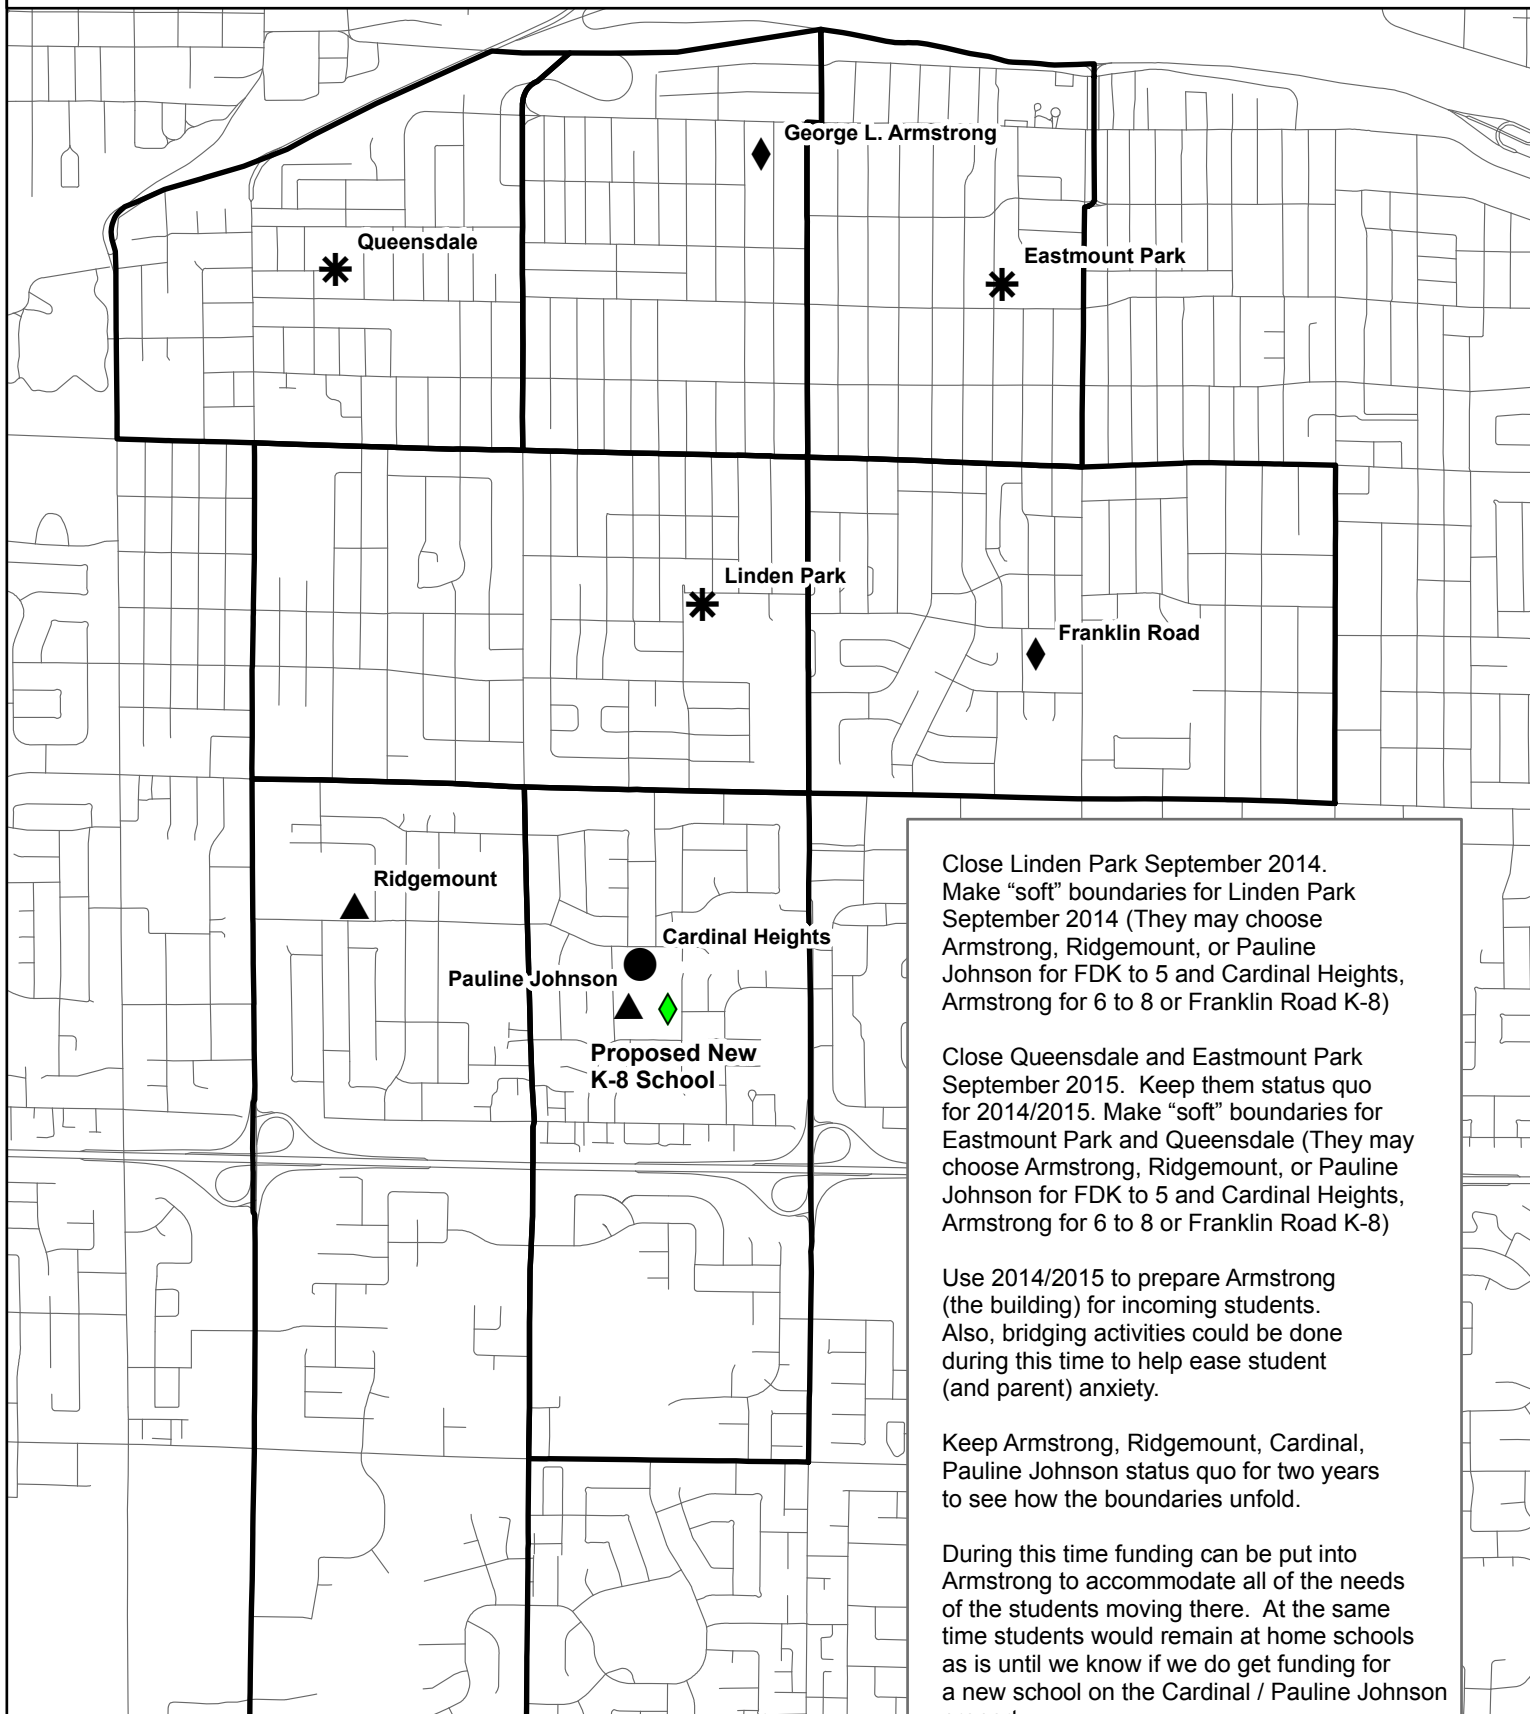 George L. Armstrong
Queensdale
Eastmount Park
Linden Park
Franklin Road
Ridgemount
Cardinal Heights
Pauline Johnson
Proposed New
K-8 School
Close Linden Park September 2014.
Make “soft” boundaries for Linden Park
September 2014 (They may choose
Armstrong, Ridgemount, or Pauline
Johnson for FDK to 5 and Cardinal Heights,
Armstrong for 6 to 8 or Franklin Road K-8)
Close Queensdale and Eastmount Park
September 2015.  Keep them status quo
for 2014/2015. Make “soft” boundaries for
Eastmount Park and Queensdale (They may
choose Armstrong, Ridgemount, or Pauline
Johnson for FDK to 5 and Cardinal Heights,
Armstrong for 6 to 8 or Franklin Road K-8)
Use 2014/2015 to prepare Armstrong
(the building) for incoming students.
Also, bridging activities could be done
during this time to help ease student
(and parent) anxiety.
Keep Armstrong, Ridgemount, Cardinal,
Pauline Johnson status quo for two years
to see how the boundaries unfold.
During this time funding can be put into
Armstrong to accommodate all of the needs
of the students moving there.  At the same
time students would remain at home schools
as is until we know if we do get funding for
a new school on the Cardinal / Pauline Johnson